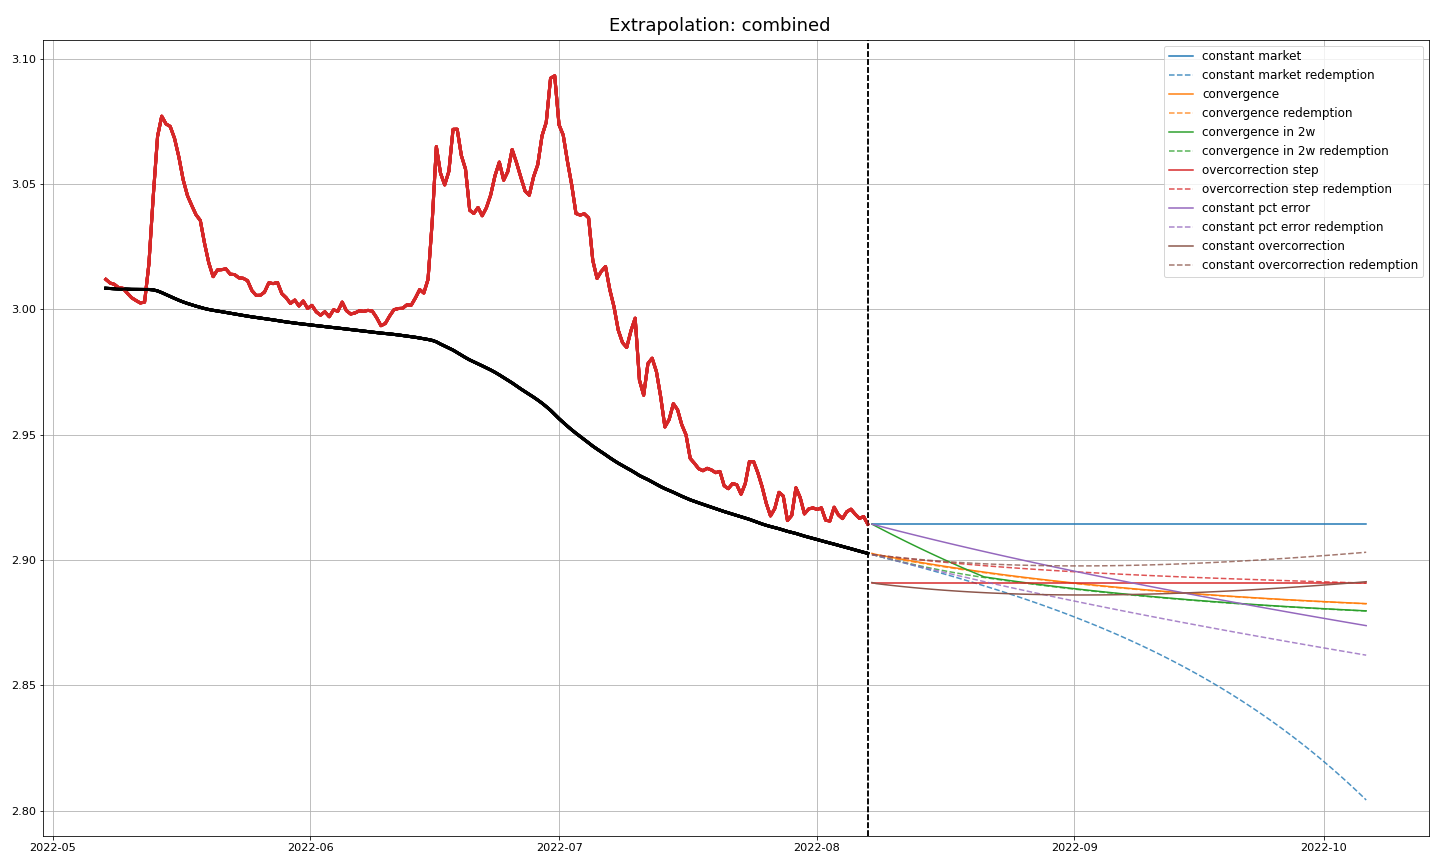 Extrapolation: combined
3.10
3.05
3.00
2.95
2.90
2.85
2.80
2022-05
2022-06
2022-07
2022-08
2022-09
2022-10
constant market
constant market redemption
convergence
convergence redemption
convergence in 2w
convergence in 2w redemption
overcorrection step
overcorrection step redemption
constant pct error
constant pct error redemption
constant overcorrection
constant overcorrection redemption